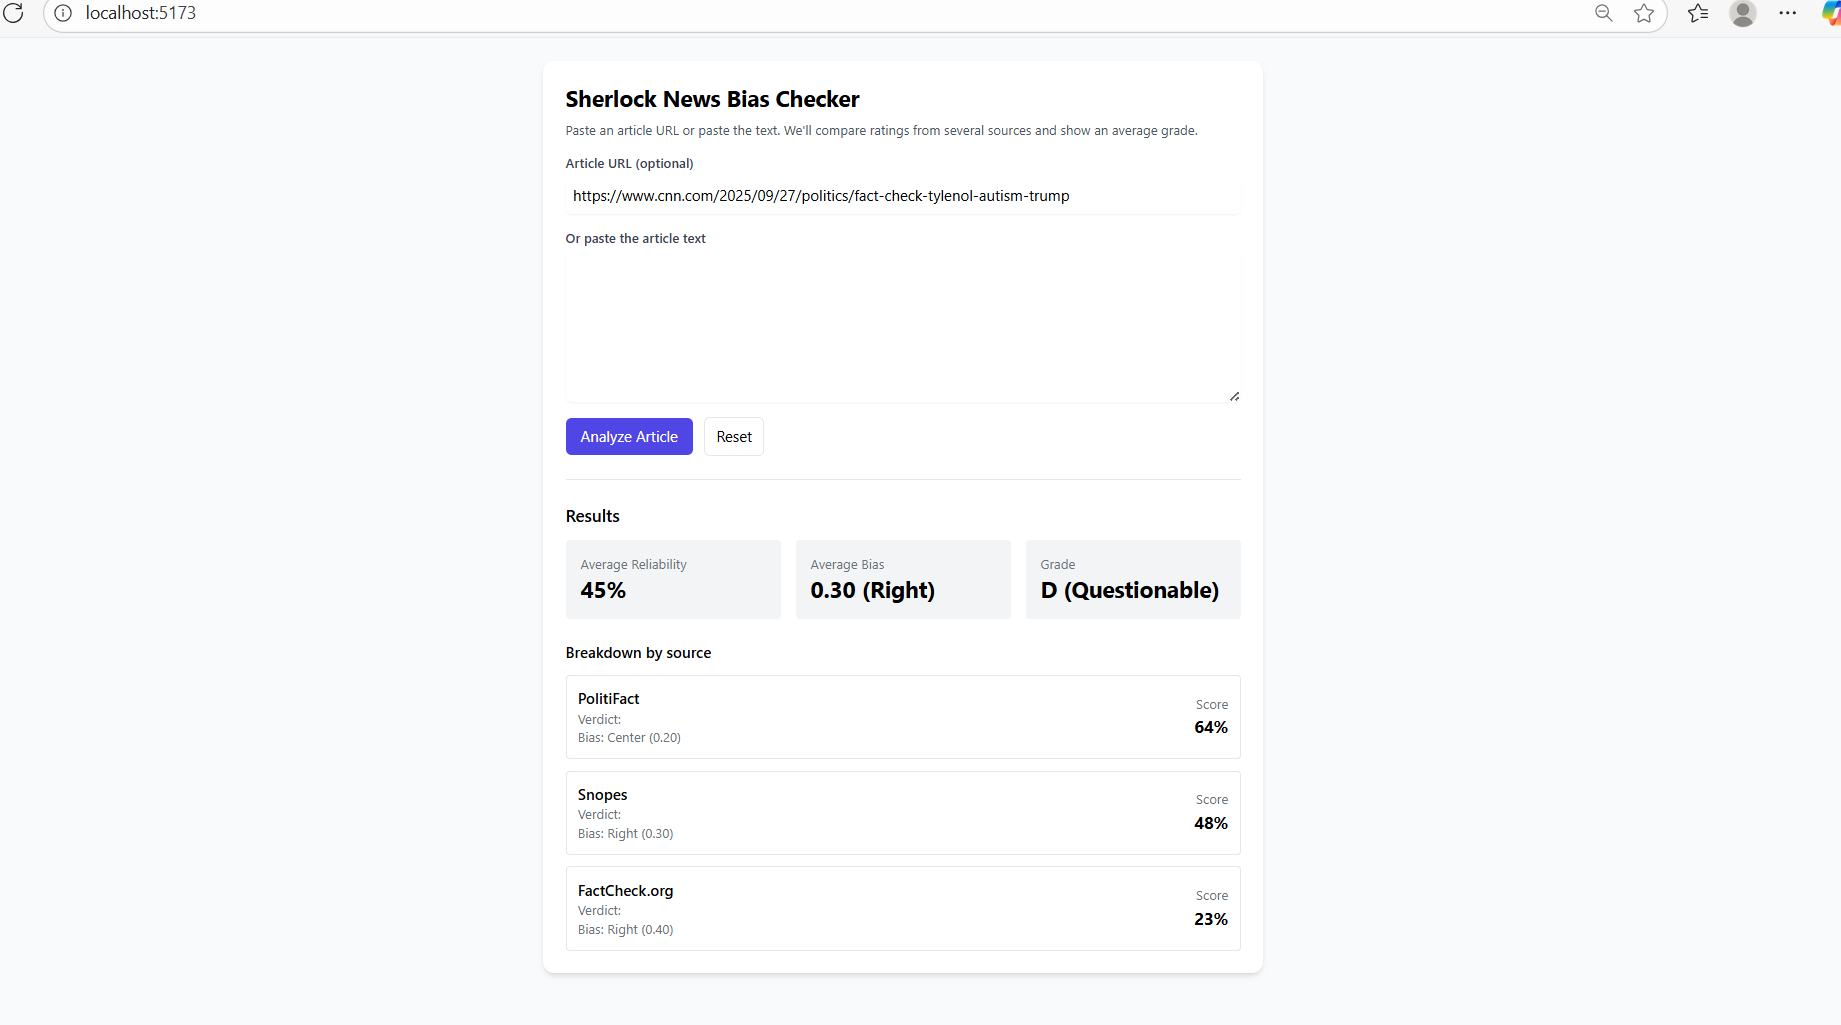 localhost:5173
Sherlock News Bias Checker
Paste an article URL or paste the text. We'll compare ratings from several sources and show an average grade.
Article URL (optional)
https://www.cnn.com/2025/09/27/politics/fact-check-tylenol-autism-trump
Or paste the article text
Analyze Article Reset
Results
Average Reliability
45%
Average Bias
0.30 (Right)
Grade
D (Questionable)
Breakdown by source
PolitiFact
Verdict:
Bias: Center (0.20)
Score
64%
Snopes
Verdict:
Bias: Right (0.30)
Score
48%
FactCheck.org
Verdict:
Bias: Right (0.40)
Score
23%